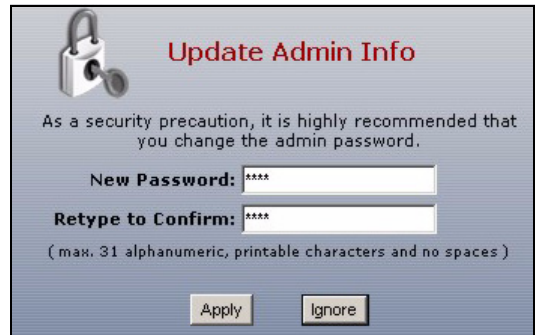 Update Admin Info
As a security precaution, it is highly recommended that
you change the admin password.
New Password: ****
Retype to Confirm: ****
( max. 31 alphanumeric, printable characters and no spaces )
Apply Ignore